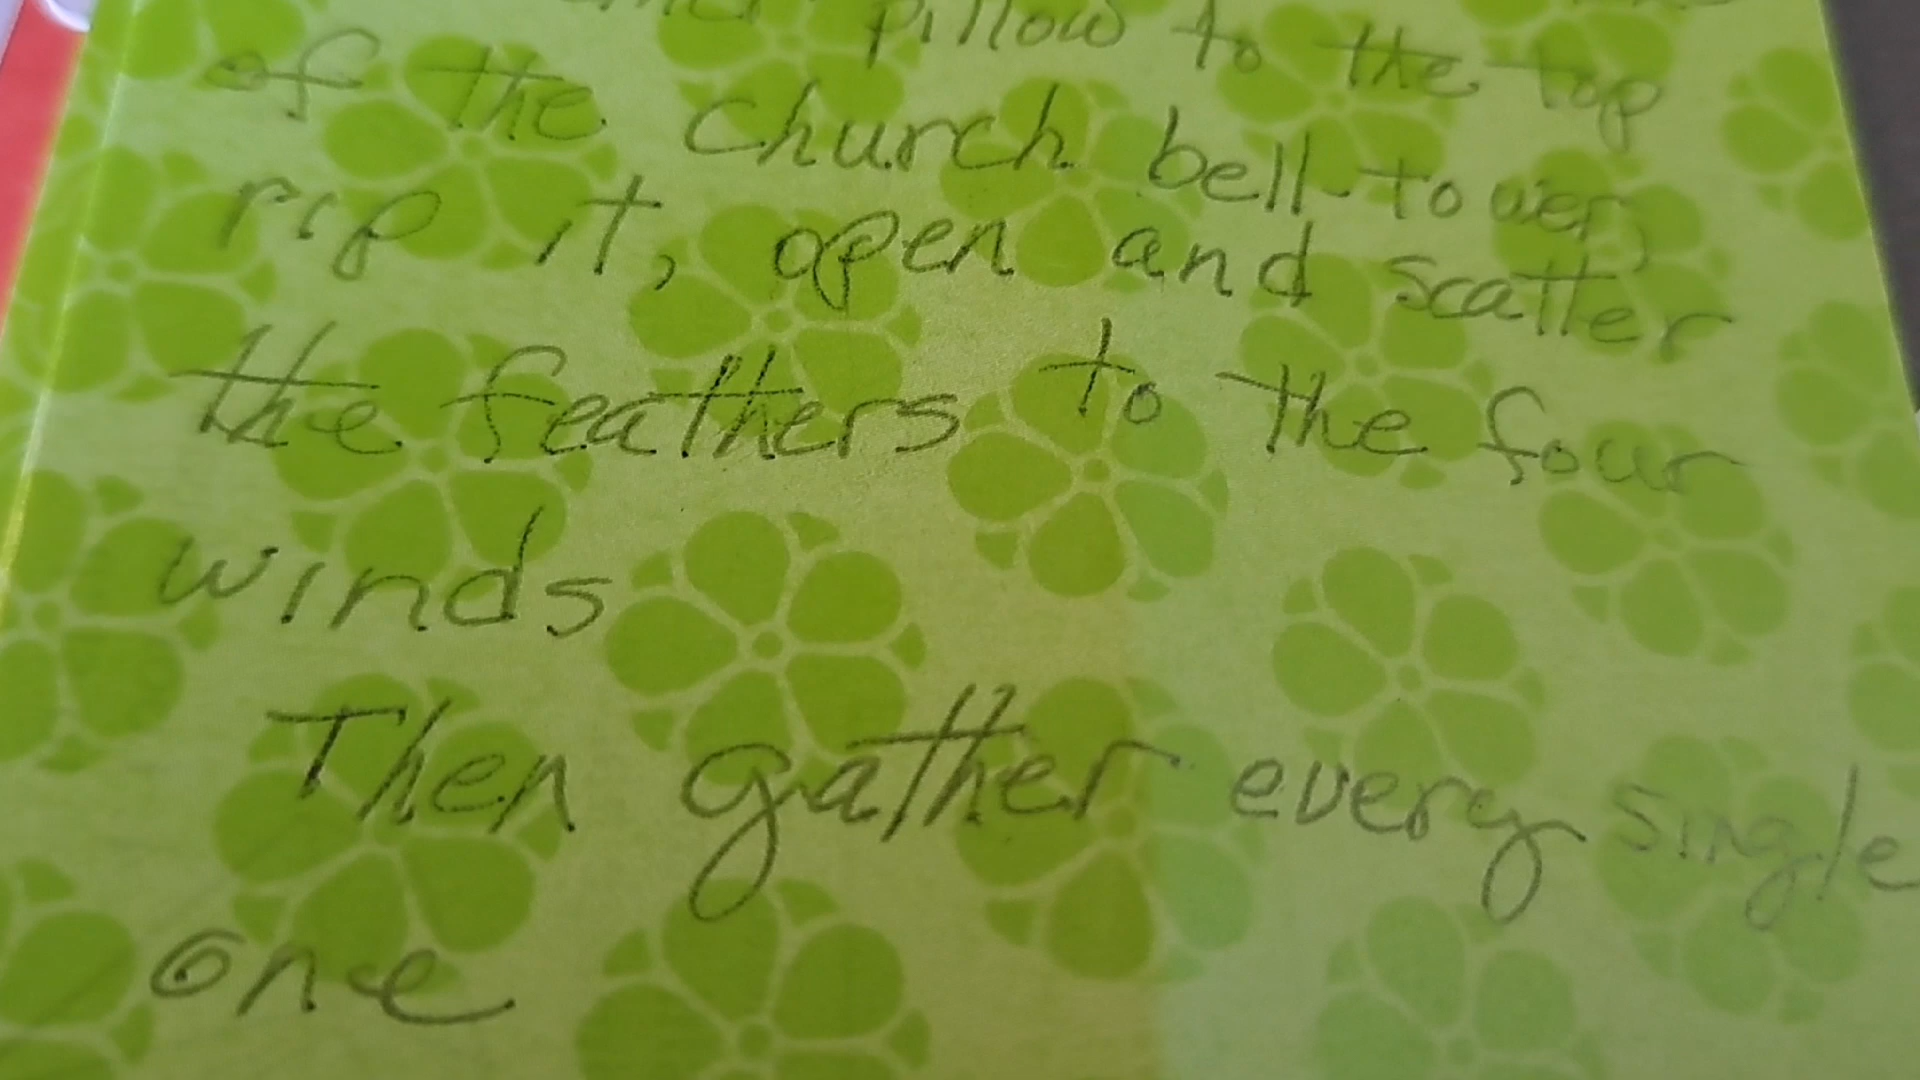 pillow to the top
of the church bell-tower,
rip it, open and scatter
the feathers to the four
winds
Then gather every single
one